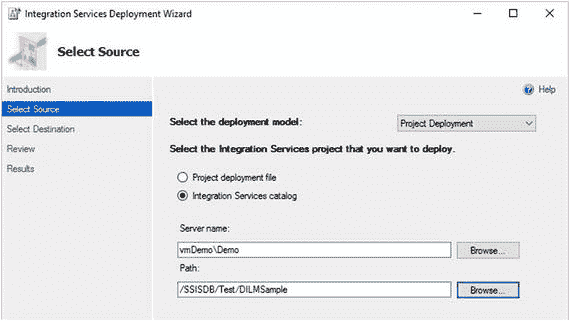 Integration Services Deployment Wizard
Select Source
Introduction
Select Source
Select Destination
Review
Results
Help
Select the deployment model:
Project Deployment
Select the Integration Services project that you want to deploy.
Project deployment file
Integration Services catalog
Server name:
vmDemo\Demo
Browse...
Path:
/SSISDB/Test/DILMSample
Browse...